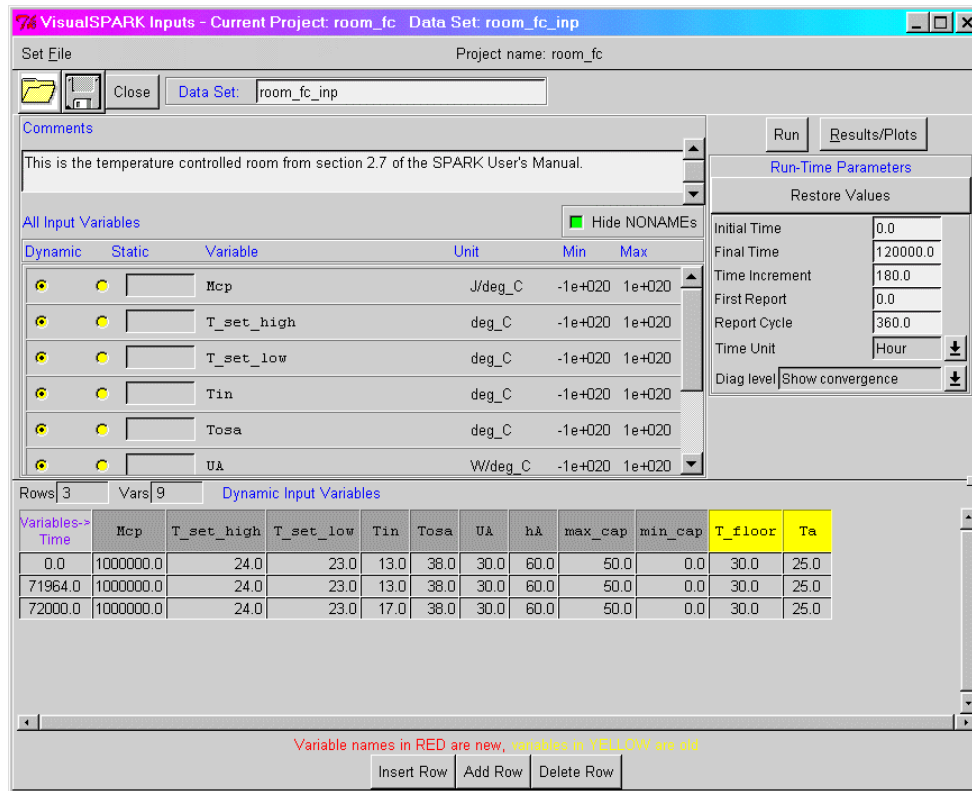 VisualSPARK Inputs - Current Project: room_fc Data Set: room_fc_inp
Set File Project name: room_fc
Close Data Set: room_fc_inp
Comments
This is the temperature controlled room from section 2.7 of the SPARK User's Manual.
All Input Variables Hide NONAMEs
Dynamic Static Variable Unit Min Max
Mcp J/deg_C -1e+020 1e+020
T_set_high deg_C -1e+020 1e+020
T_set_low deg_C -1e+020 1e+020
Tin deg_C -1e+020 1e+020
Tosa deg_C -1e+020 1e+020
UA W/deg_C -1e+020 1e+020
Run Results/Plots
Run-Time Parameters
Restore Values
Initial Time 0.0
Final Time 120000.0
Time Increment 180.0
First Report 0.0
Report Cycle 360.0
Time Unit Hour
Diag level Show convergence
Rows 3 Vars 9 Dynamic Input Variables
Variables-> Time Mcp T_set_high T_set_low Tin Tosa UA hA max_cap min_cap T_floor Ta
0.0 1000000.0 24.0 23.0 13.0 38.0 30.0 60.0 50.0 0.0 30.0 25.0
71964.0 1000000.0 24.0 23.0 13.0 38.0 30.0 60.0 50.0 0.0 30.0 25.0
72000.0 1000000.0 24.0 23.0 17.0 38.0 30.0 60.0 50.0 0.0 30.0 25.0
Variable names in RED are new, variables in YELLOW are old
Insert Row Add Row Delete Row